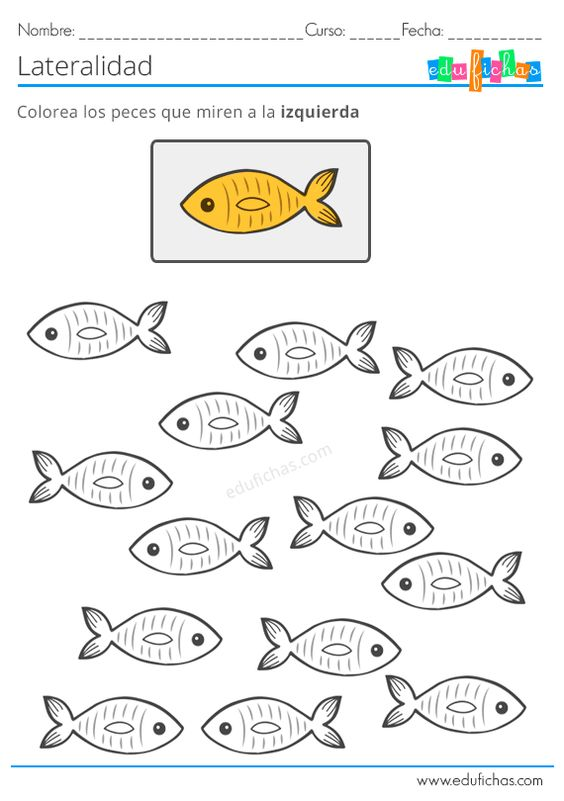 Nombre: __________________________ Curso: ______ Fecha: ___________
Lateralidad
edufichas
Colorea los peces que miren a la izquierda
edufichas.com
www.edufichas.com